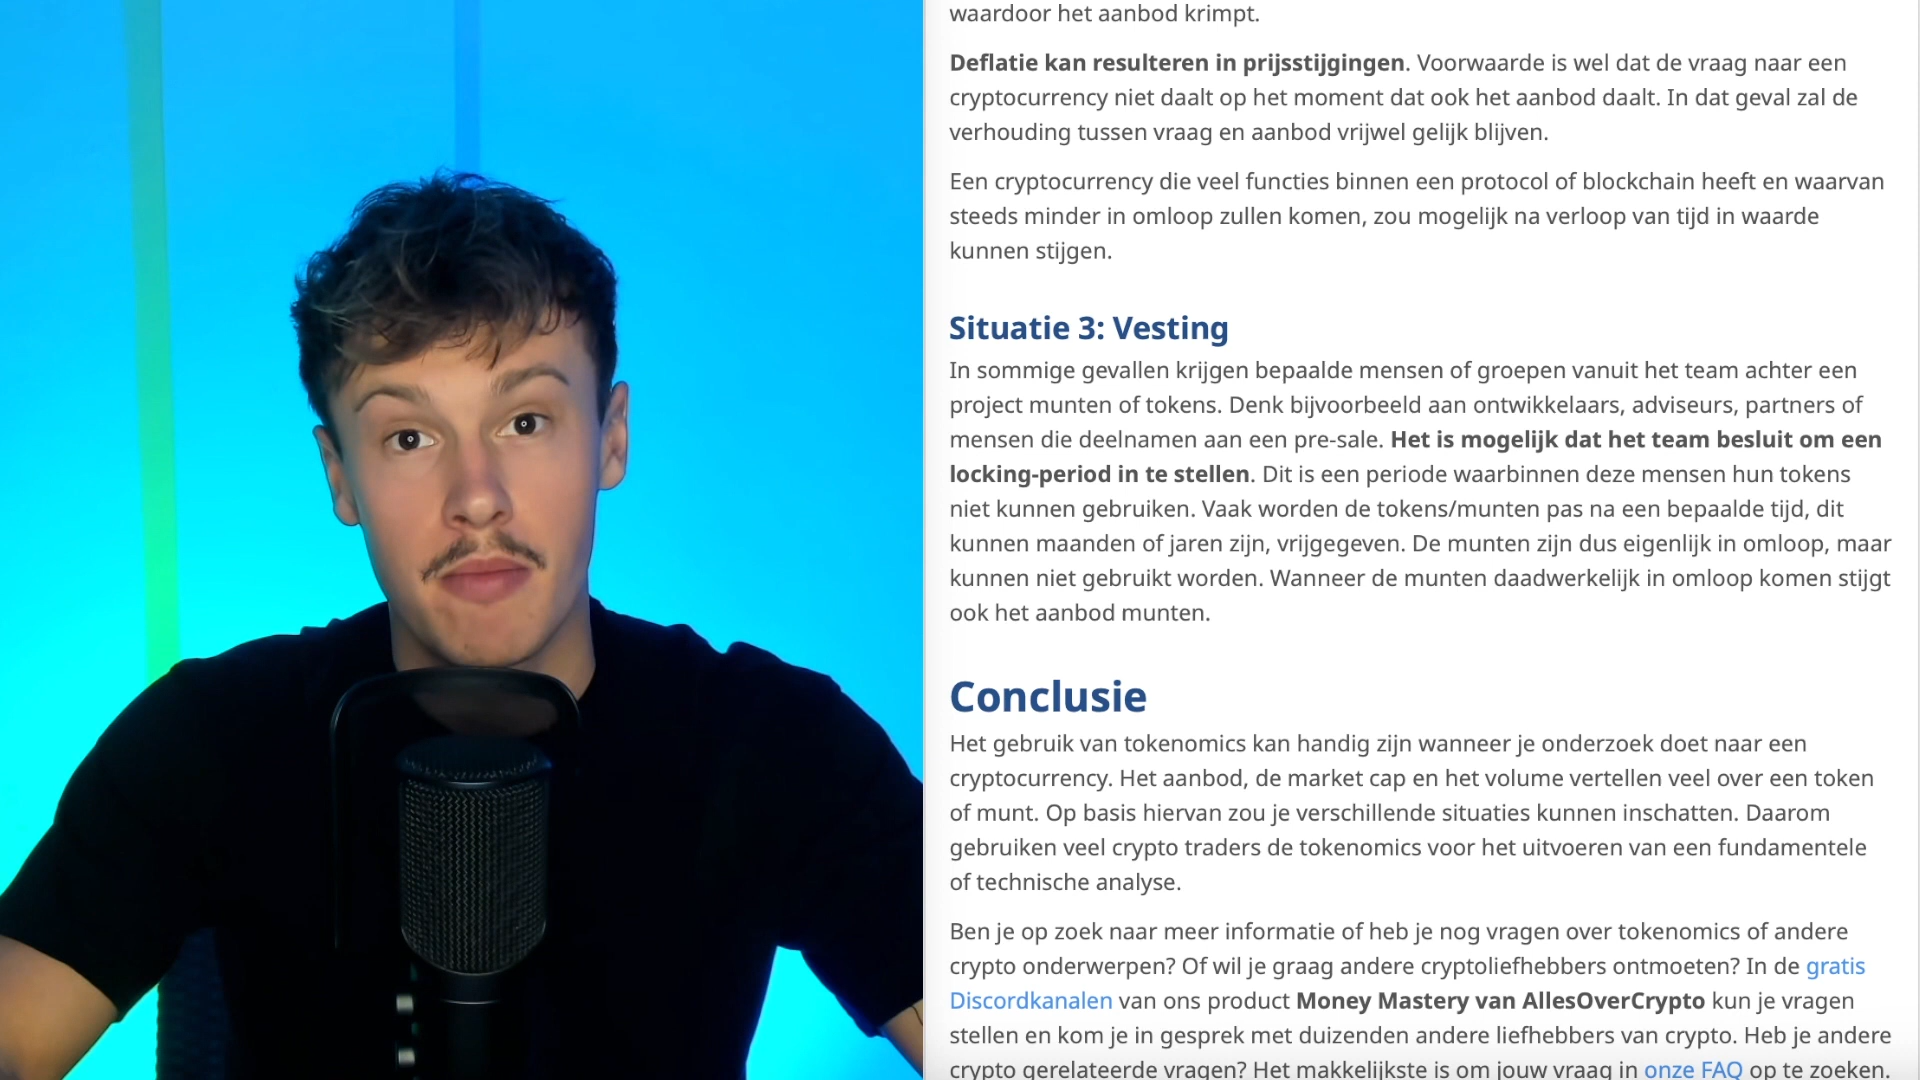 waardoor het aanbod krimpt.
Deflatie kan resulteren in prijsstijgingen. Voorwaarde is wel dat de vraag naar een
cryptocurrency niet daalt op het moment dat ook het aanbod daalt. In dat geval zal de
verhouding tussen vraag en aanbod vrijwel gelijk blijven.
Een cryptocurrency die veel functies binnen een protocol of blockchain heeft en waarvan
steeds minder in omloop zullen komen, zou mogelijk na verloop van tijd in waarde
kunnen stijgen.
Situatie 3: Vesting
In sommige gevallen krijgen bepaalde mensen of groepen vanuit het team achter een
project munten of tokens. Denk bijvoorbeeld aan ontwikkelaars, adviseurs, partners of
mensen die deelnamen aan een pre-sale. Het is mogelijk dat het team besluit om een
locking-period in te stellen. Dit is een periode waarbinnen deze mensen hun tokens
niet kunnen gebruiken. Vaak worden de tokens/munten pas na een bepaalde tijd, dit
kunnen maanden of jaren zijn, vrijgegeven. De munten zijn dus eigenlijk in omloop, maar
kunnen niet gebruikt worden. Wanneer de munten daadwerkelijk in omloop komen stijgt
ook het aanbod munten.
Conclusie
Het gebruik van tokenomics kan handig zijn wanneer je onderzoek doet naar een
cryptocurrency. Het aanbod, de market cap en het volume vertellen veel over een token
of munt. Op basis hiervan zou je verschillende situaties kunnen inschatten. Daarom
gebruiken veel crypto traders de tokenomics voor het uitvoeren van een fundamentele
of technische analyse.
Ben je op zoek naar meer informatie of heb je nog vragen over tokenomics of andere
crypto onderwerpen? Of wil je graag andere cryptoliefhebbers ontmoeten? In de gratis
Discordkanalen van ons product Money Mastery van AllesOverCrypto kun je vragen
stellen en kom je in gesprek met duizenden andere liefhebbers van crypto. Heb je andere
crypto gerelateerde vragen? Het makkelijkste is om jouw vraag in onze FAQ op te zoeken.